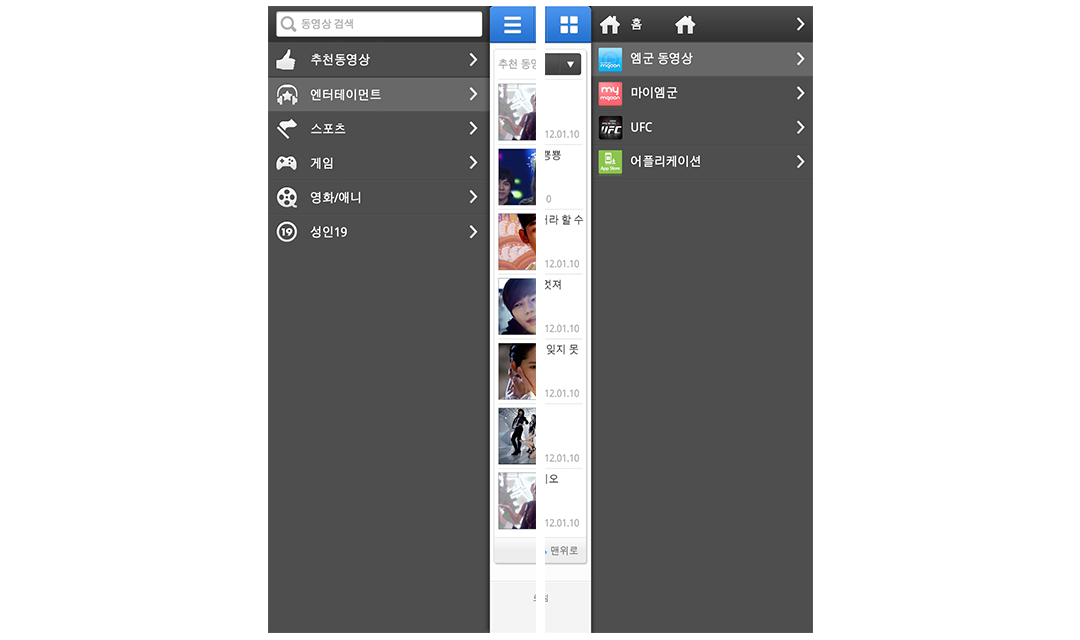 동영상 검색
추천동영상
엔터테이먼트
스포츠
게임
영화/애니
19
성인19
추천 동영
12.01.10
뿅
0
라 할 수
12.01.10
멋져
12.01.10
잊지 못
12.01.10
12.01.10
오
12.01.10
맨위로
홈
mgoon
엠군 동영상
my
mgoon
마이엠군
UFC
UFC
App Store
어플리케이션